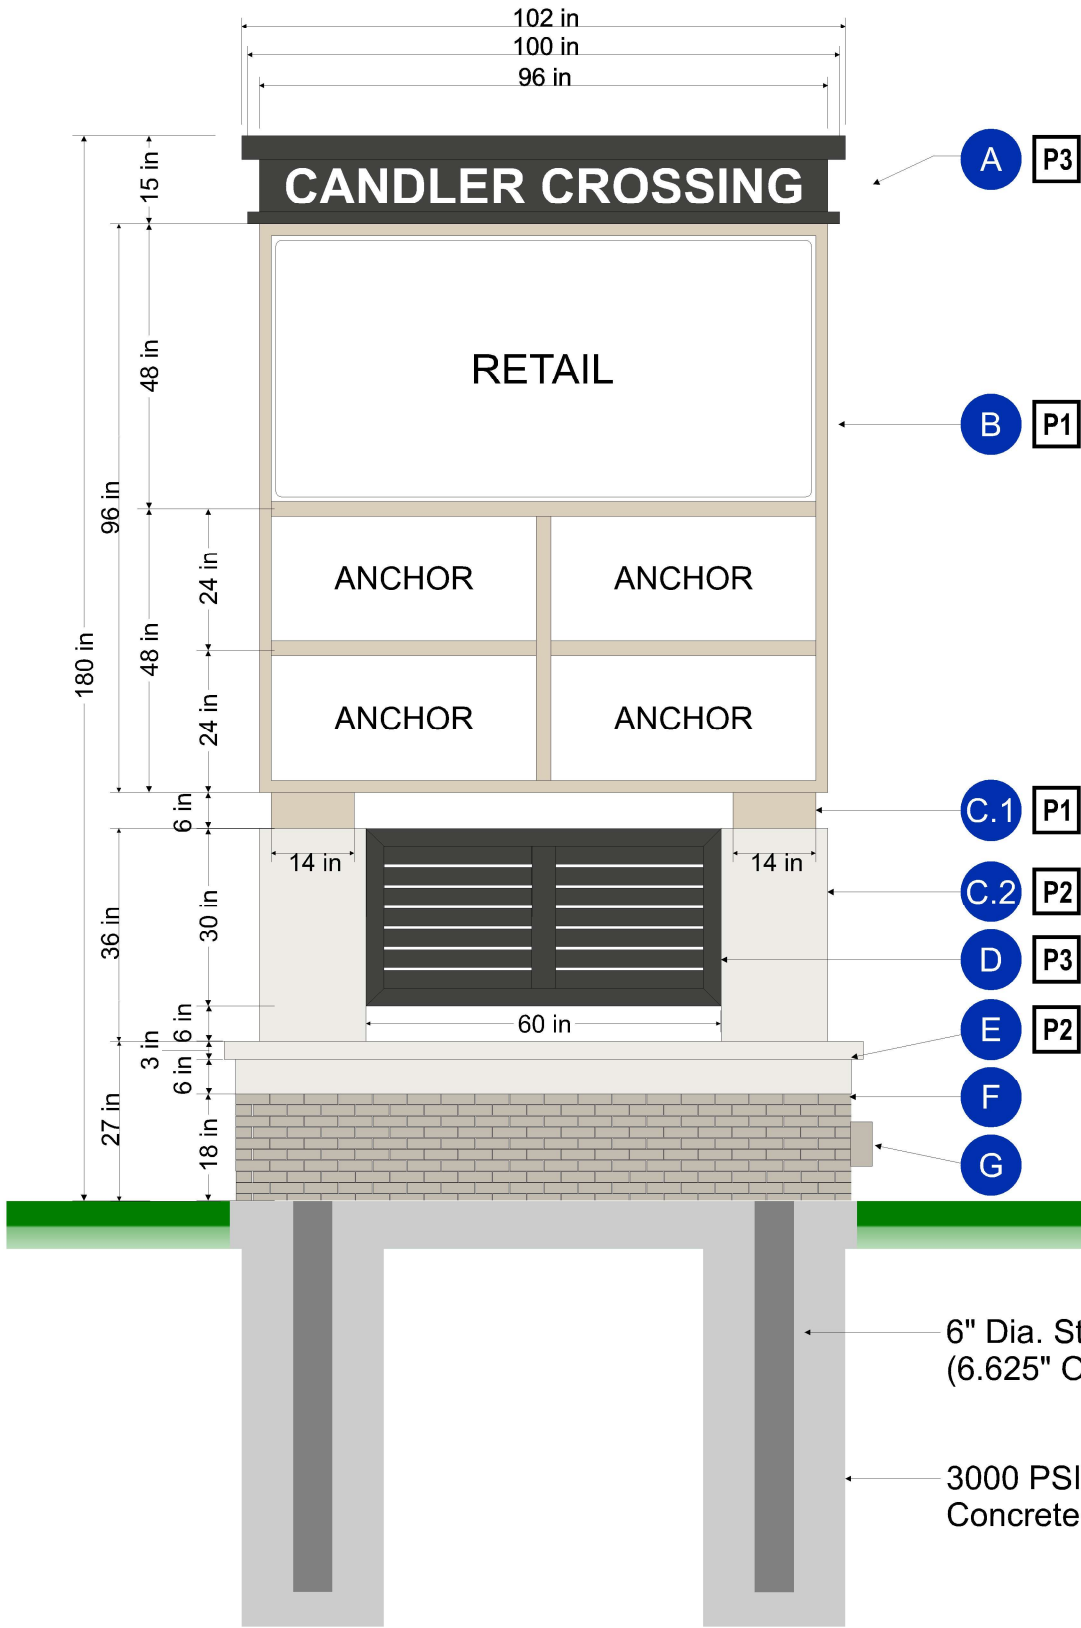 102 in
100 in
96 in
15 in
A P3
CANDLER CROSSING
48 in
RETAIL
B P1
96 in
24 in
ANCHOR ANCHOR
180 in
48 in
24 in
ANCHOR ANCHOR
6 in
C.1 P1
14 in 14 in
C.2 P2
36 in
30 in
D P3
6 in
60 in
E P2
3 in
6 in
F
27 in
18 in
G
6" Dia. St
(6.625" O
3000 PSI
Concrete